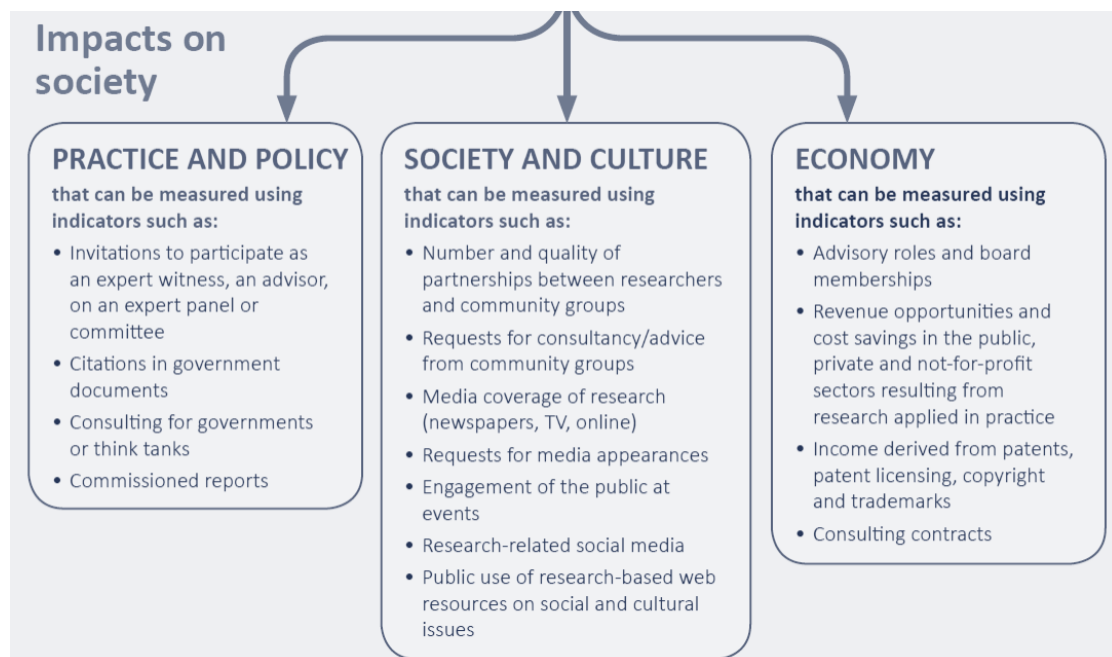 Impacts on
society
PRACTICE AND POLICY
that can be measured using
indicators such as:
• Invitations to participate as
an expert witness, an advisor,
on an expert panel or
committee
• Citations in government
documents
• Consulting for governments
or think tanks
• Commissioned reports
SOCIETY AND CULTURE
that can be measured using
indicators such as:
• Number and quality of
partnerships between researchers
and community groups
• Requests for consultancy/advice
from community groups
• Media coverage of research
(newspapers, TV, online)
• Requests for media appearances
• Engagement of the public at
events
• Research-related social media
• Public use of research-based web
resources on social and cultural
issues
ECONOMY
that can be measured using
indicators such as:
• Advisory roles and board
memberships
• Revenue opportunities and
cost savings in the public,
private and not-for-profit
sectors resulting from
research applied in practice
• Income derived from patents,
patent licensing, copyright
and trademarks
• Consulting contracts